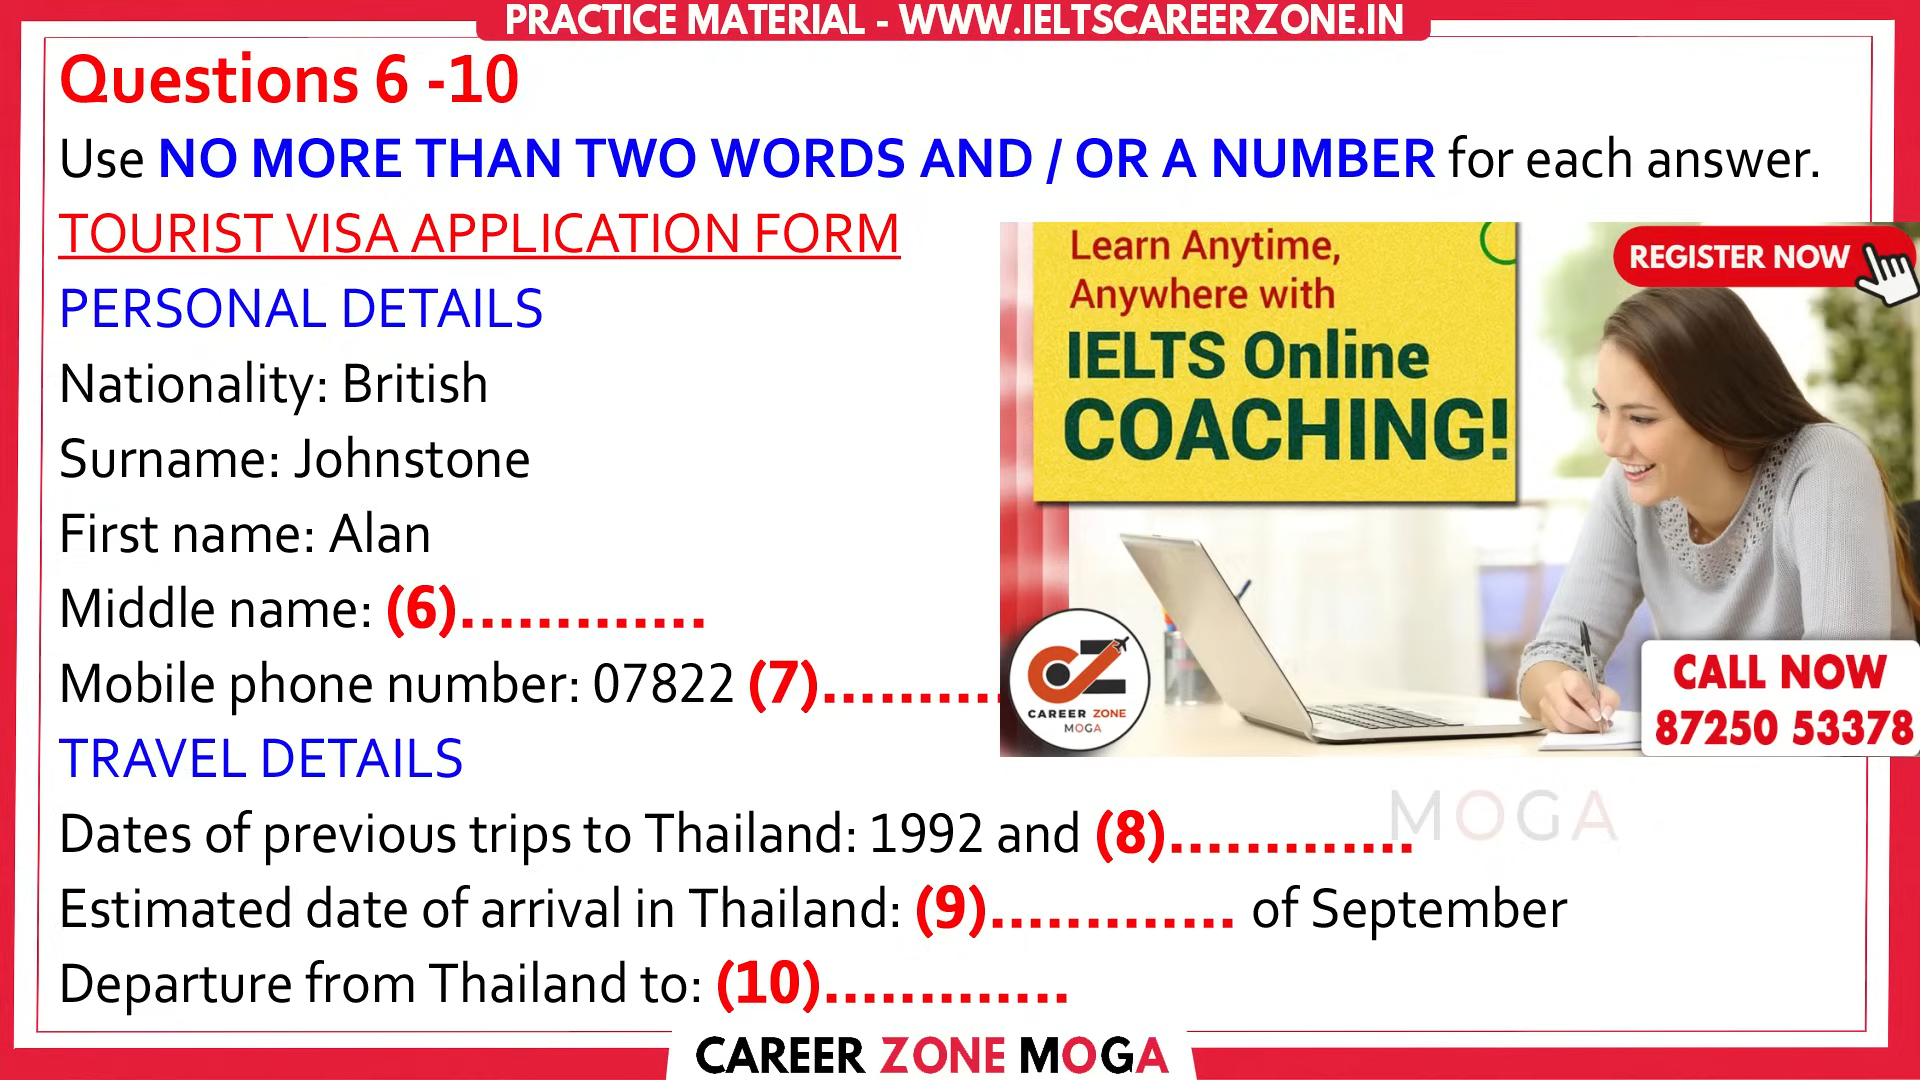 PRACTICE MATERIAL - WWW.IELTSCAREERZONE.IN
Questions 6 -10
Use NO MORE THAN TWO WORDS AND / OR A NUMBER for each answer.
TOURIST VISA APPLICATION FORM
PERSONAL DETAILS
Nationality: British
Surname: Johnstone
First name: Alan
Middle name: (6).............
Mobile phone number: 07822 (7)..........
TRAVEL DETAILS
Dates of previous trips to Thailand: 1992 and (8).............
Estimated date of arrival in Thailand: (9)............. of September
Departure from Thailand to: (10).............
Learn Anytime,
Anywhere with
IELTS Online
COACHING!
REGISTER NOW
CAREER ZONE
MOGA
CALL NOW
87250 53378
MOGA
CAREER ZONE MOGA